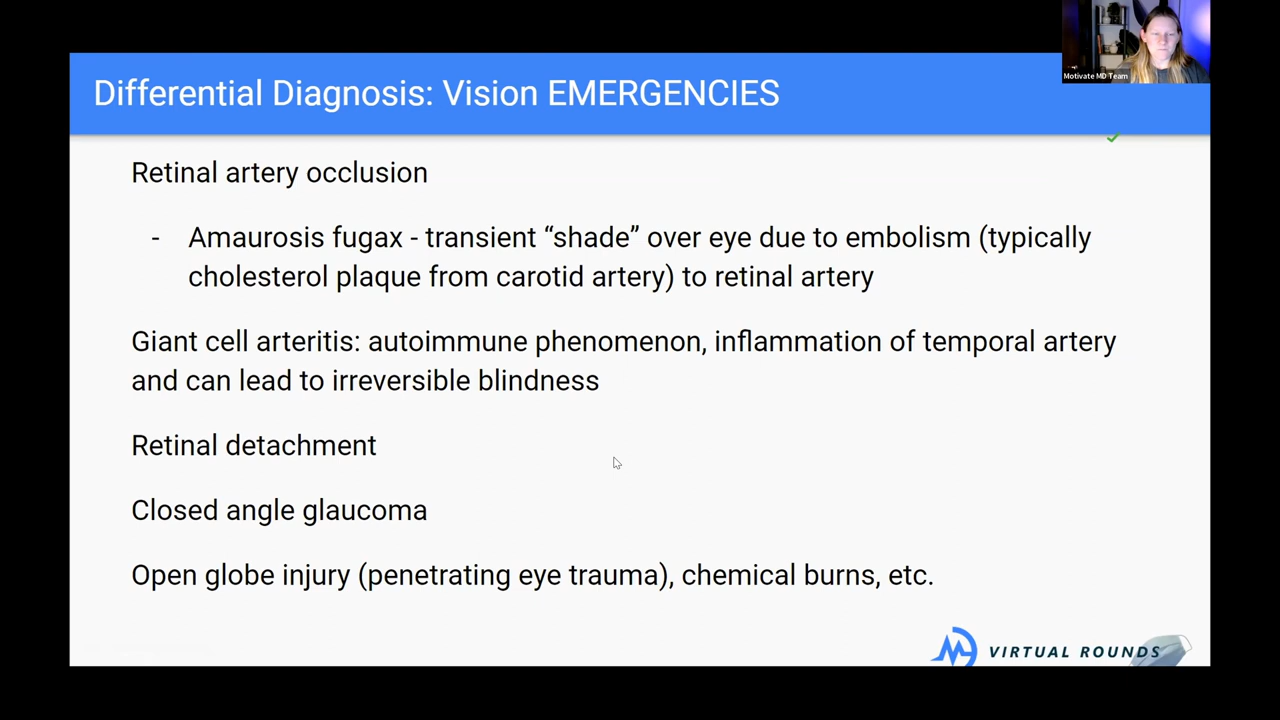 Motivate MD Team
Differential Diagnosis: Vision EMERGENCIES
Retinal artery occlusion
- Amaurosis fugax - transient “shade” over eye due to embolism (typically
cholesterol plaque from carotid artery) to retinal artery
Giant cell arteritis: autoimmune phenomenon, inflammation of temporal artery
and can lead to irreversible blindness
Retinal detachment
Closed angle glaucoma
Open globe injury (penetrating eye trauma), chemical burns, etc.
VIRTUAL ROUNDS